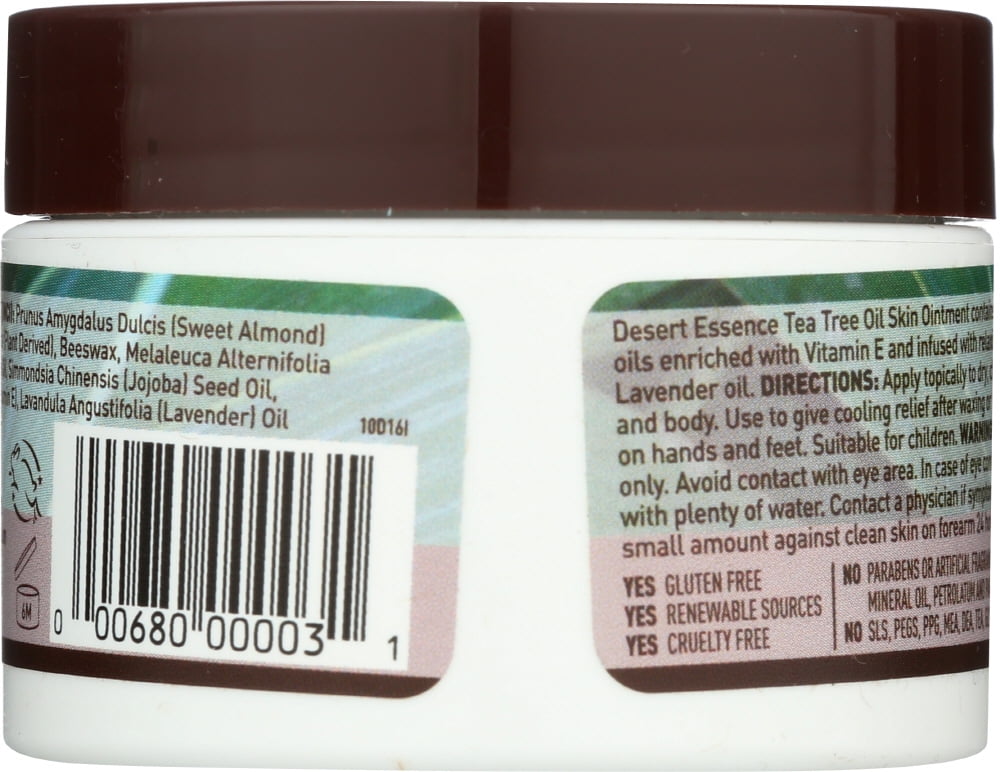 Prunus Amygdalus Dulcis (Sweet Almond)
Plant Derived), Beeswax, Melaleuca Alternifolia
Simmondsia Chinensis (Jojoba) Seed Oil,
E), Lavandula Angustifolia (Lavender) Oil
10D16I
6M
0 00680 00003 1
Desert Essence Tea Tree Oil Skin Ointment
oils enriched with Vitamin E and infused with
Lavender oil. DIRECTIONS: Apply topically to dry,
and body. Use to give cooling relief after waxing
on hands and feet. Suitable for children.
only. Avoid contact with eye area. In case of eye
with plenty of water. Contact a physician if
small amount against clean skin on forearm 24
YES GLUTEN FREE
YES RENEWABLE SOURCES
YES CRUELTY FREE
NO PARABENS OR ARTIFICIAL
MINERAL OIL, PETROLATUM
NO SLS, PEGS, PPG, MEA, DEA, TEA,